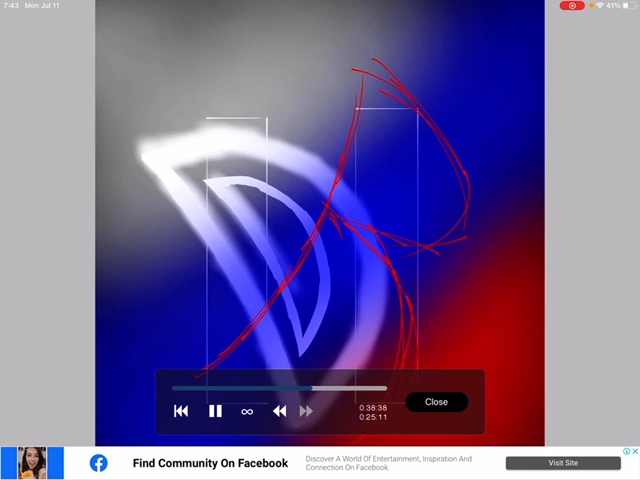 7:43 Mon Jul 11
41%
D
B
0:38:38
0:25:11
Close
Find Community On Facebook
Discover A World Of Entertainment, Inspiration And
Connection On Facebook.
Visit Site